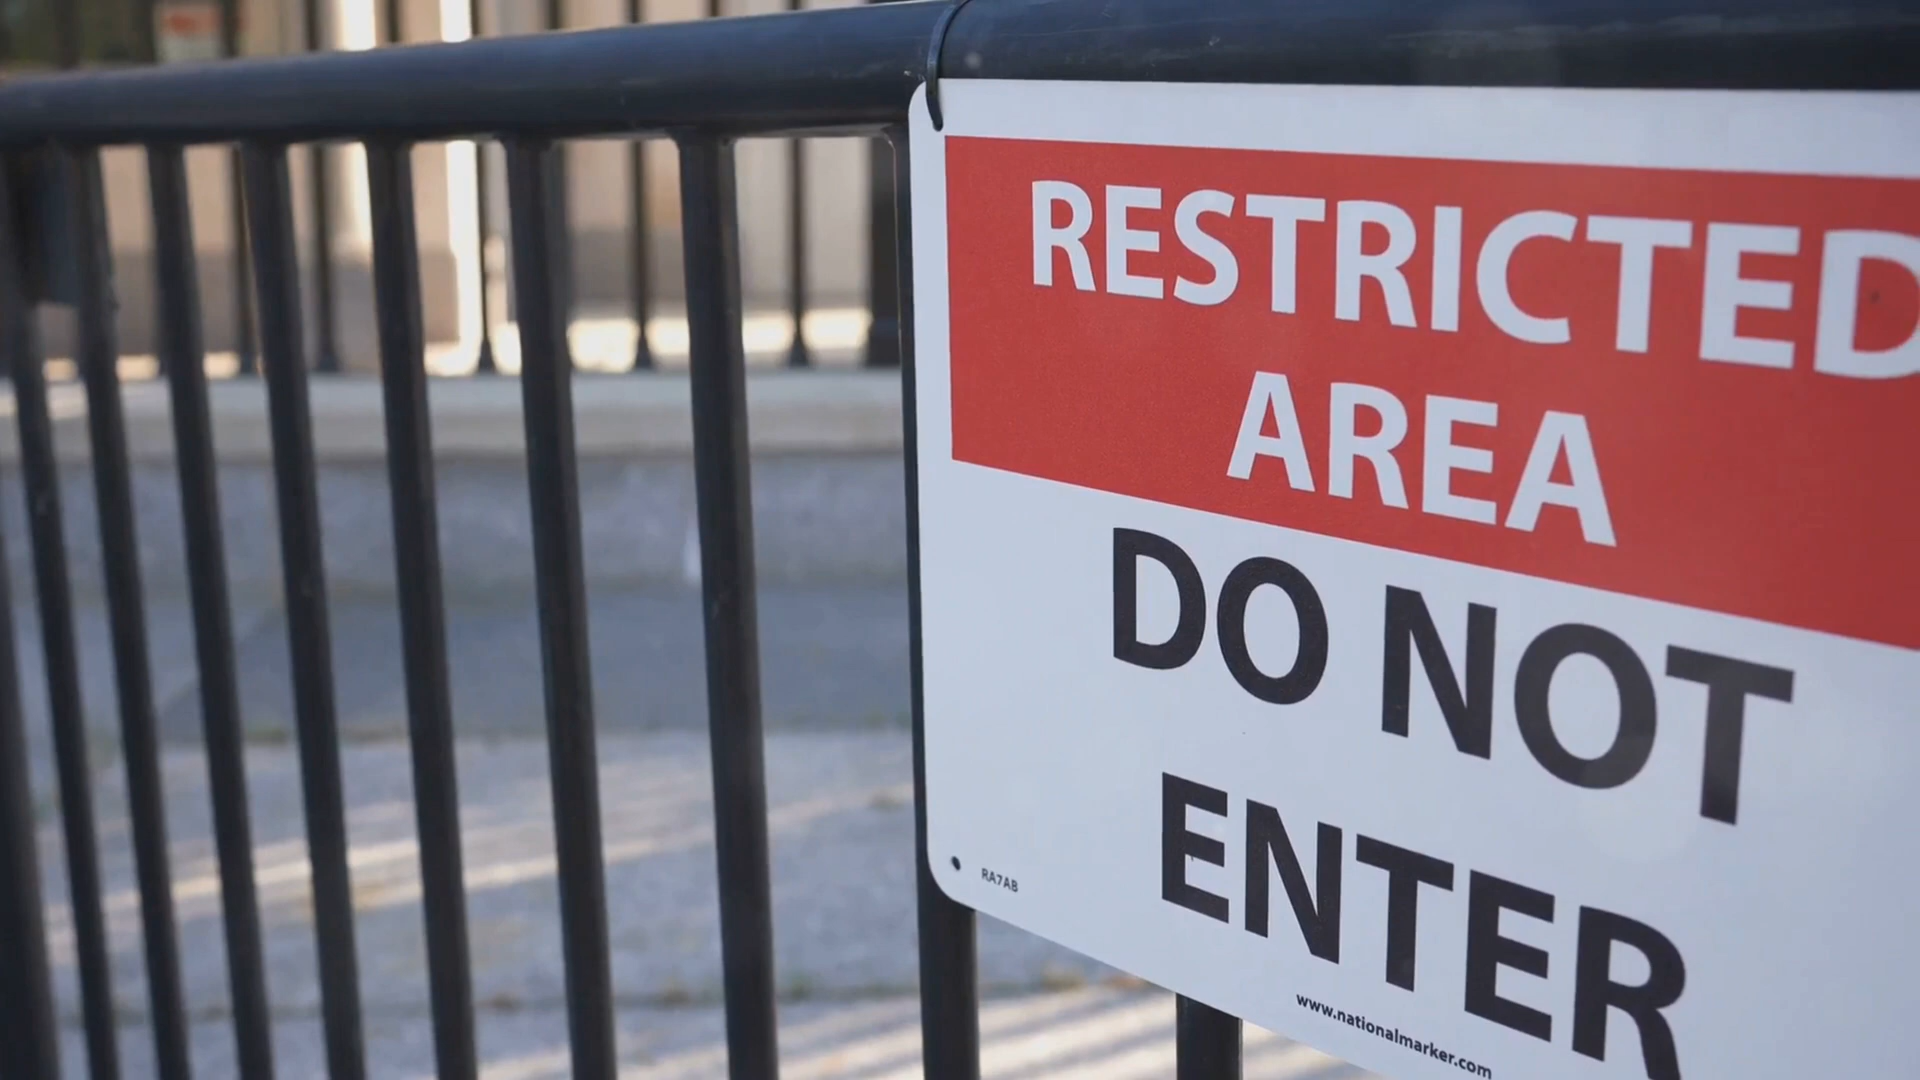 RESTRICTED
AREA
DO NOT
ENTER
RA7AB
www.nationalmarker.com